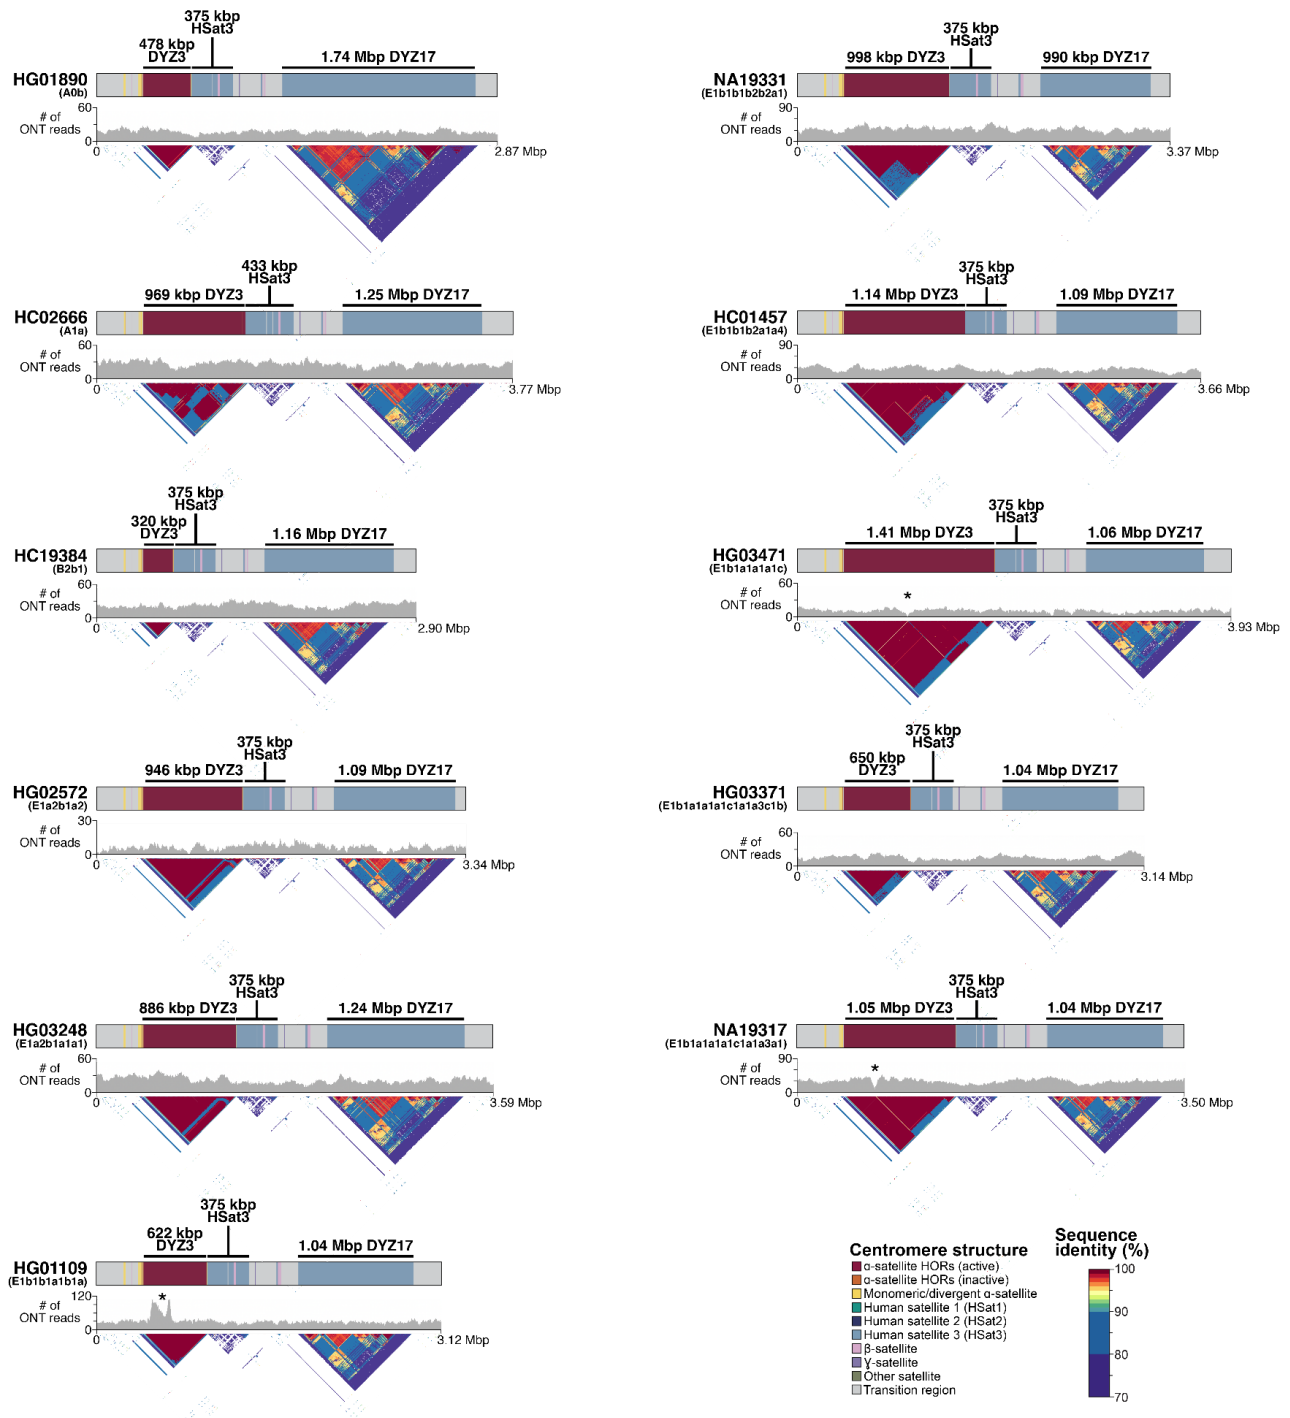 375 kbp
HSat3
478 kbp
DYZ3
1.74 Mbp DYZ17
HG01890
(A0b)
60
# of
ONT reads
0
0
2.87 Mbp
433 kbp
HSat3
969 kbp DYZ3
1.25 Mbp DYZ17
HC02666
(A1a)
60
# of
ONT reads
0
0
3.77 Mbp
375 kbp
HSat3
320 kbp
DYZ3
1.16 Mbp DYZ17
HC19384
(B2b1)
60
# of
ONT reads
0
0
2.90 Mbp
375 kbp
HSat3
946 kbp DYZ3
1.09 Mbp DYZ17
HG02572
(E1a2b1a2)
30
# of
ONT reads
0
0
3.34 Mbp
375 kbp
HSat3
886 kbp DYZ3
1.24 Mbp DYZ17
HG03248
(E1a2b1a1a1)
60
# of
ONT reads
0
0
3.59 Mbp
375 kbp
HSat3
622 kbp
DYZ3
1.04 Mbp DYZ17
HG01109
(E1b1b1a1b1a)
120
*
# of
ONT reads
0
0
3.12 Mbp
375 kbp
HSat3
998 kbp DYZ3
990 kbp DYZ17
NA19331
(E1b1b1b2b2a1)
90
# of
ONT reads
0
0
3.37 Mbp
375 kbp
HSat3
1.14 Mbp DYZ3
1.09 Mbp DYZ17
HC01457
(E1b1b1b2a1a4)
90
# of
ONT reads
0
0
3.66 Mbp
375 kbp
HSat3
1.41 Mbp DYZ3
1.06 Mbp DYZ17
HG03471
(E1b1a1a1a1c)
60
*
# of
ONT reads
0
0
3.93 Mbp
375 kbp
HSat3
650 kbp
DYZ3
1.04 Mbp DYZ17
HG03371
(E1b1a1a1a1c1a1a3c1b)
60
# of
ONT reads
0
0
3.14 Mbp
375 kbp
HSat3
1.05 Mbp DYZ3
1.04 Mbp DYZ17
NA19317
(E1b1a1a1a1c1a1a3a1)
90
*
# of
ONT reads
0
0
3.50 Mbp
Centromere structure
α-satellite HORs (active)
α-satellite HORs (inactive)
Monomeric/divergent α-satellite
Human satellite 1 (HSat1)
Human satellite 2 (HSat2)
Human satellite 3 (HSat3)
β-satellite
Ɣ-satellite
Other satellite
Transition region
Sequence
identity (%)
100
90
80
70